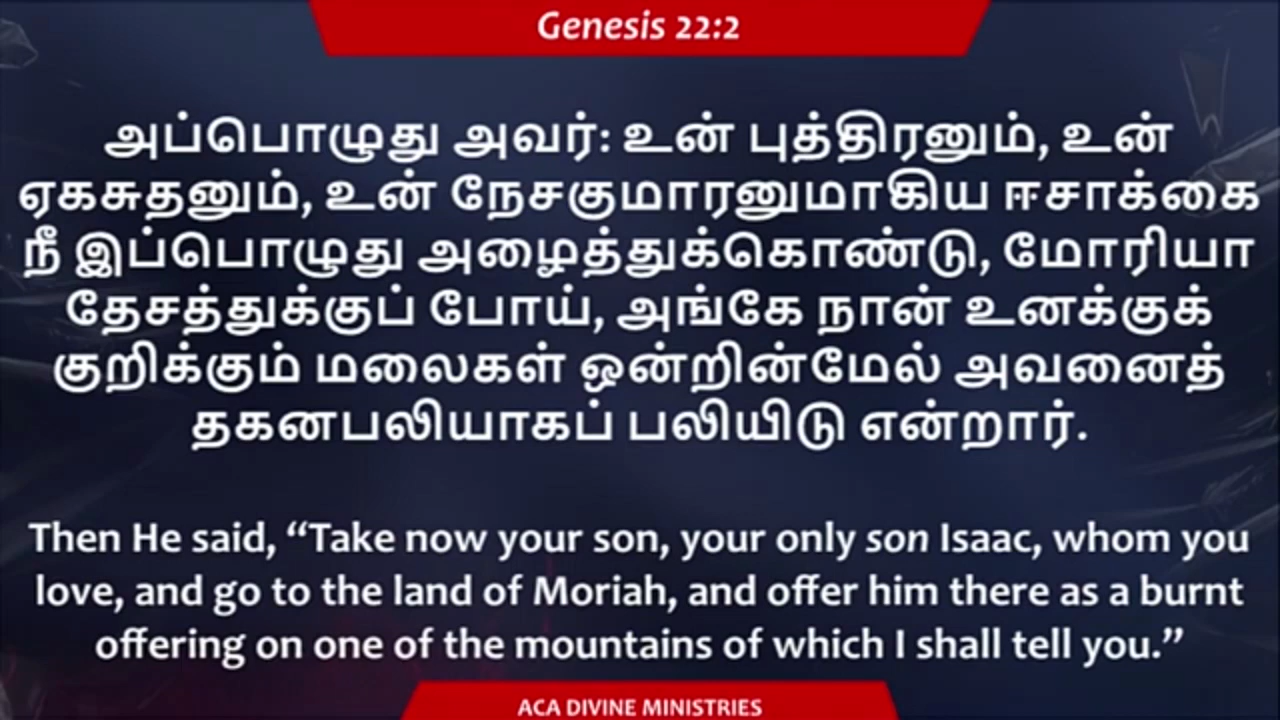 Genesis 22:2
அப்பொழுது அவர்: உன் புத்திரனும், உன்
ஏகசுதனும், உன் நேசகுமாரனுமாகிய ஈசாக்கை
நீ இப்பொழுது அழைத்துக்கொண்டு, மோரியா
தேசத்துக்குப் போய், அங்கே நான் உனக்குக்
குறிக்கும் மலைகள் ஒன்றின்மேல் அவனைத்
தகனபலியாகப் பலியிடு என்றார்.
Then He said, “Take now your son, your only son Isaac, whom you
love, and go to the land of Moriah, and offer him there as a burnt
offering on one of the mountains of which I shall tell you.”
ACA DIVINE MINISTRIES